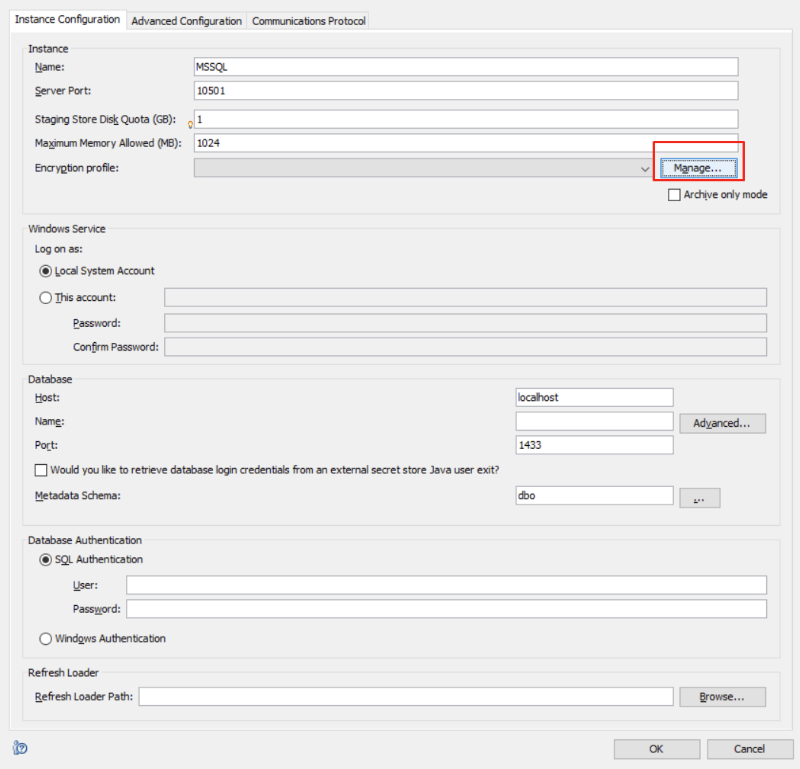 Instance Configuration Advanced Configuration Communications Protocol
Instance
Name: MSSQL
Server Port: 10501
Staging Store Disk Quota (GB): 1
Maximum Memory Allowed (MB): 1024
Encryption profile: Manage...
Archive only mode
Windows Service
Log on as:
Local System Account
This account:
Password:
Confirm Password:
Database
Host: localhost
Name: Advanced...
Port: 1433
Would you like to retrieve database login credentials from an external secret store Java user exit?
Metadata Schema: dbo ...
Database Authentication
SQL Authentication
User:
Password:
Windows Authentication
Refresh Loader
Refresh Loader Path: Browse...
OK Cancel